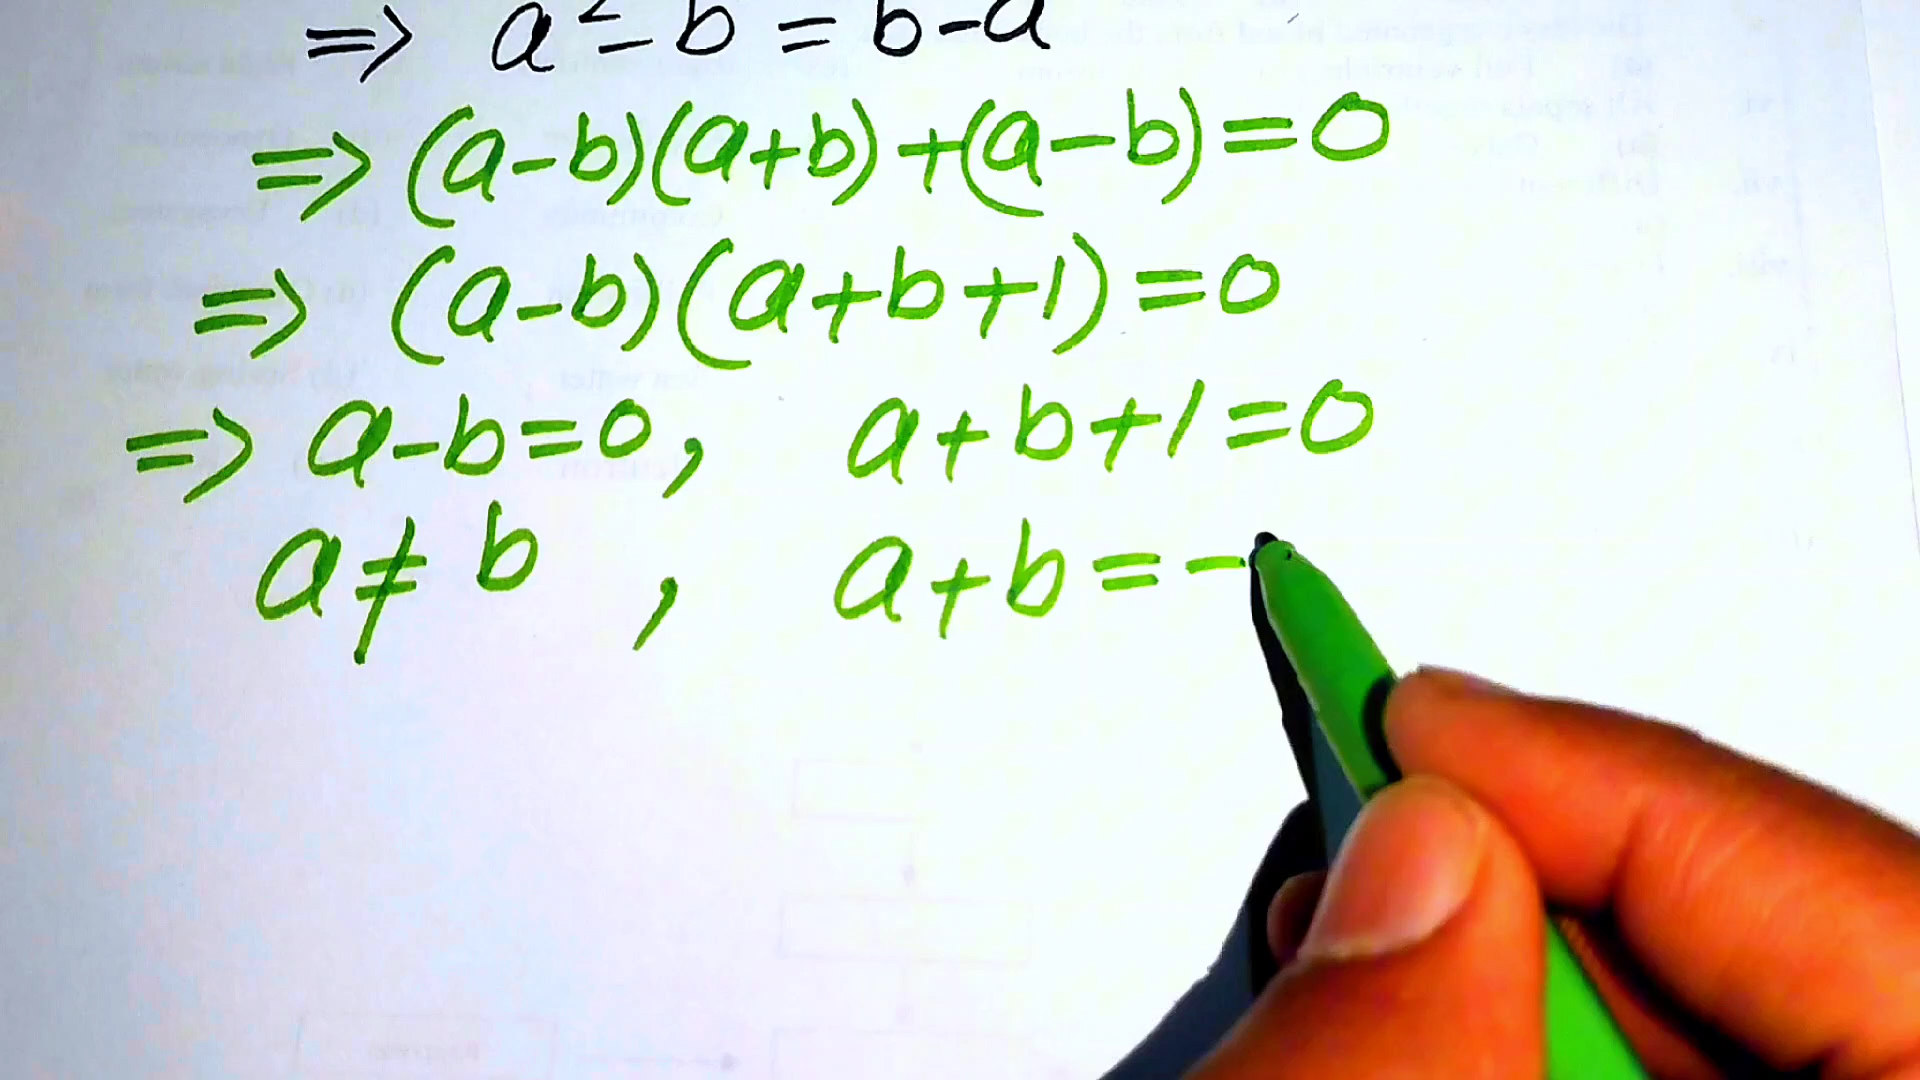 => a² - b = b - a
=> (a-b)(a+b)+(a-b)=0
=> (a-b)(a+b+1)=0
=> a-b=0, a+b+1=0
a≠b , a+b=-